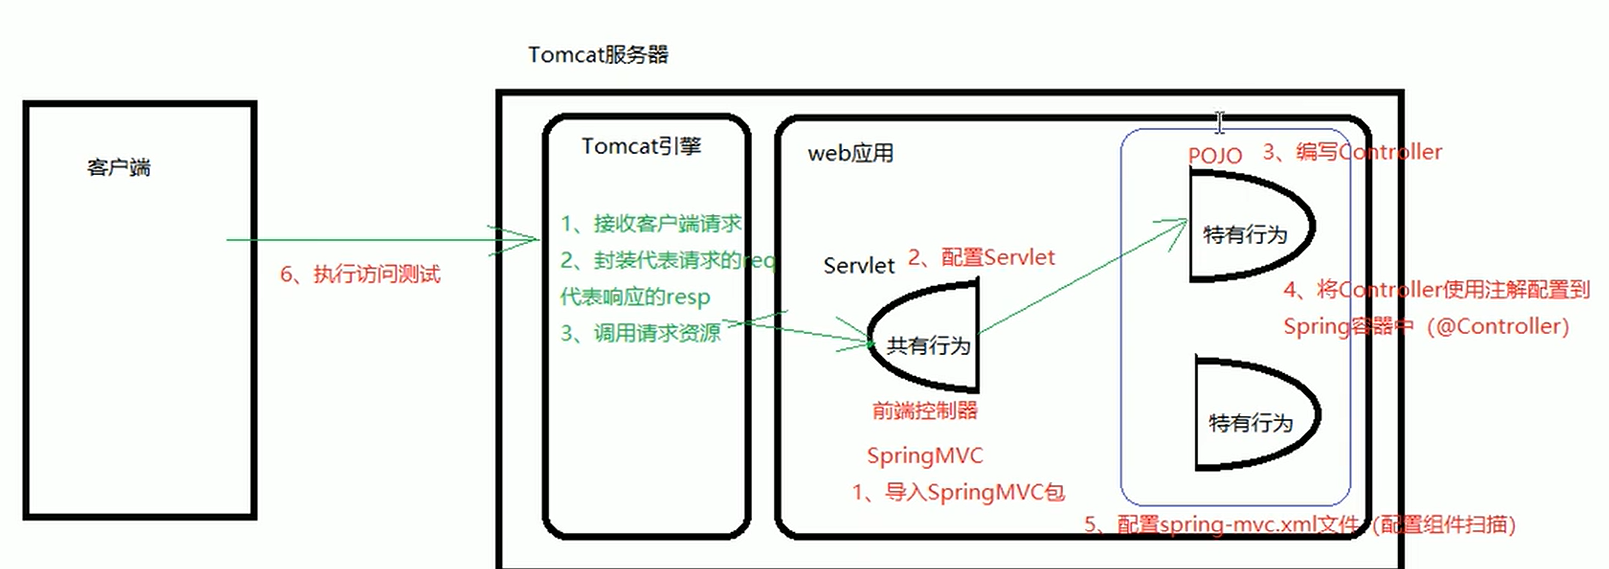 Tomcat服务器
客户端
Tomcat引擎
1、接收客户端请求
2、封装代表请求的req
代表响应的resp
3、调用请求资源
6、执行访问测试
web应用
Servlet
2、配置Servlet
共有行为
前端控制器
SpringMVC
1、导入SpringMVC包
POJO
3、编写Controller
特有行为
4、将Controller使用注解配置到
Spring容器中（@Controller）
特有行为
5、配置spring-mvc.xml文件（配置组件扫描）